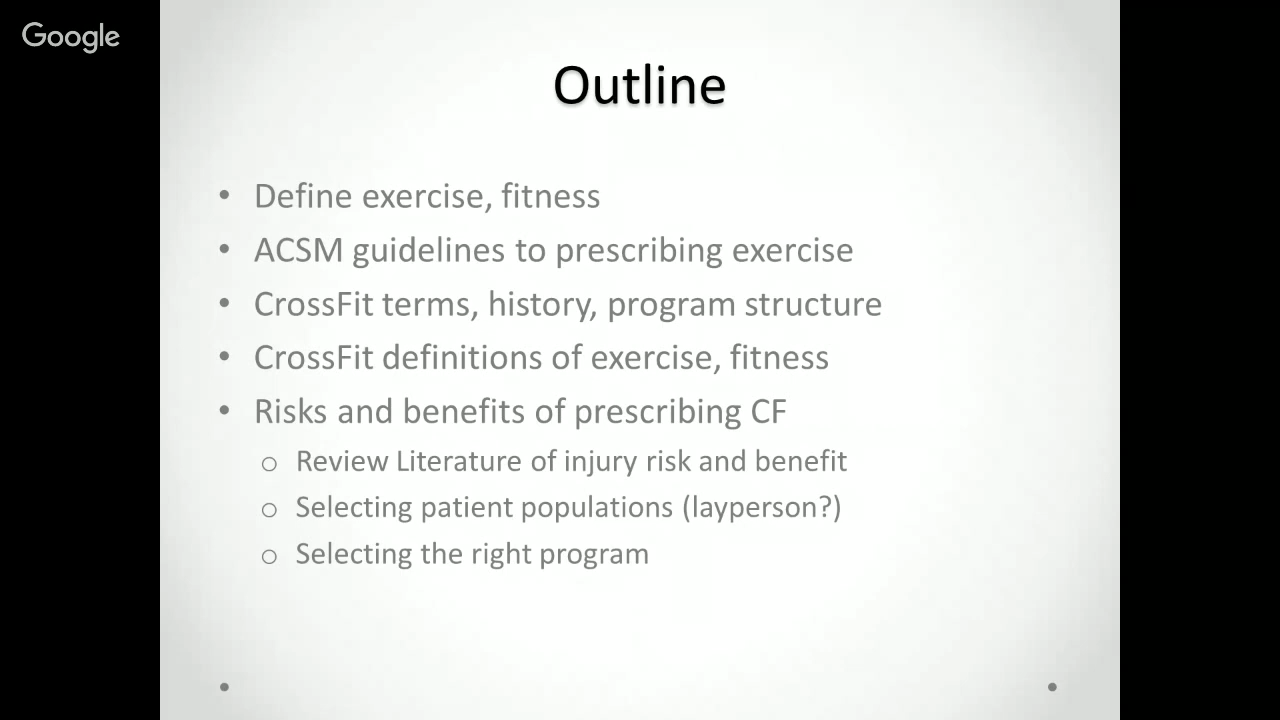 Google
Outline
• Define exercise, fitness
• ACSM guidelines to prescribing exercise
• CrossFit terms, history, program structure
• CrossFit definitions of exercise, fitness
• Risks and benefits of prescribing CF
o Review Literature of injury risk and benefit
o Selecting patient populations (layperson?)
o Selecting the right program